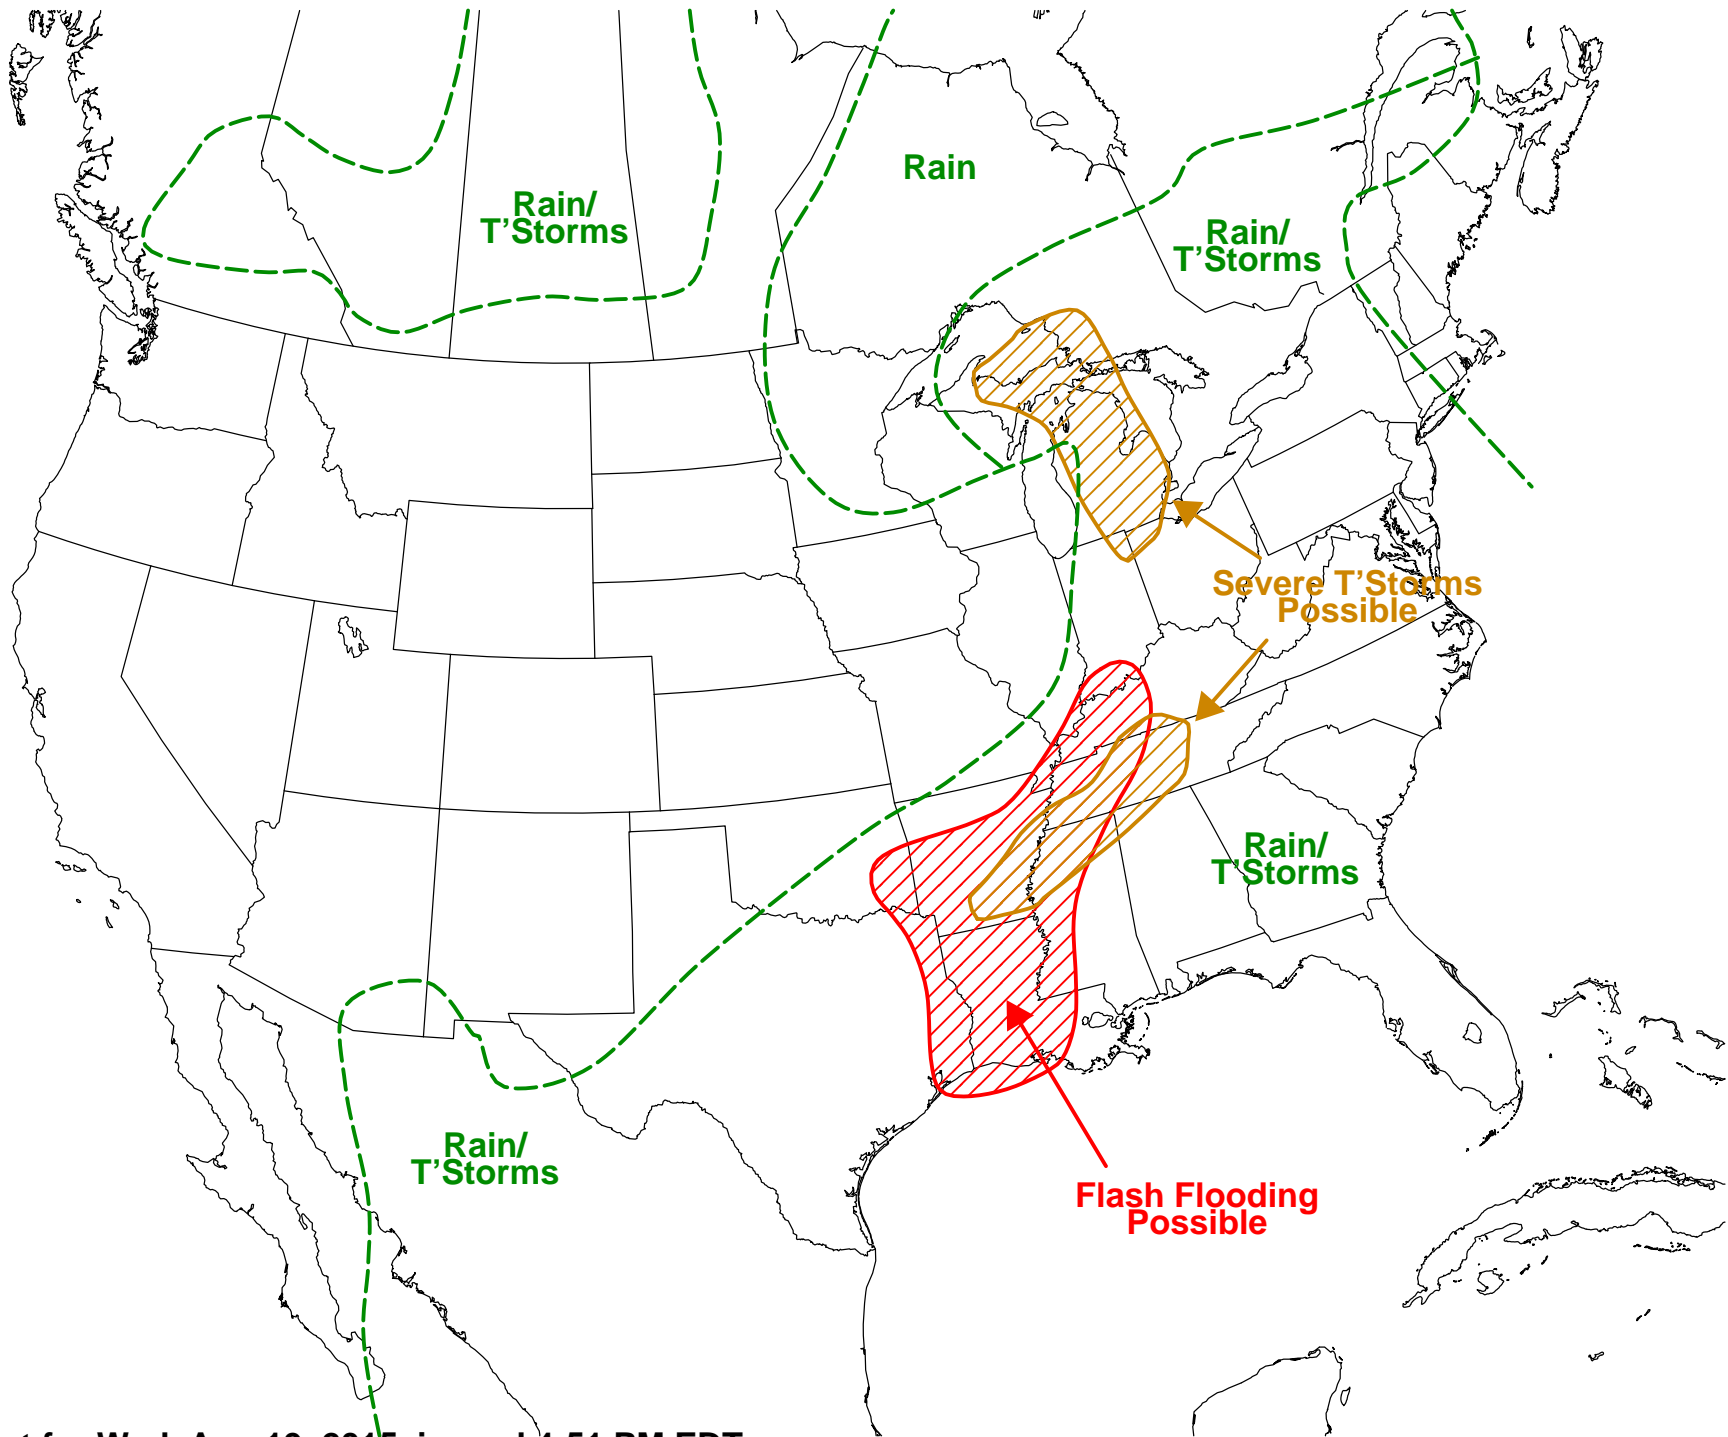 Rain
Rain/
T’Storms
Rain/
T’Storms
Severe T’Storms
Possible
Rain/
T’Storms
Rain/
T’Storms
Flash Flooding
Possible